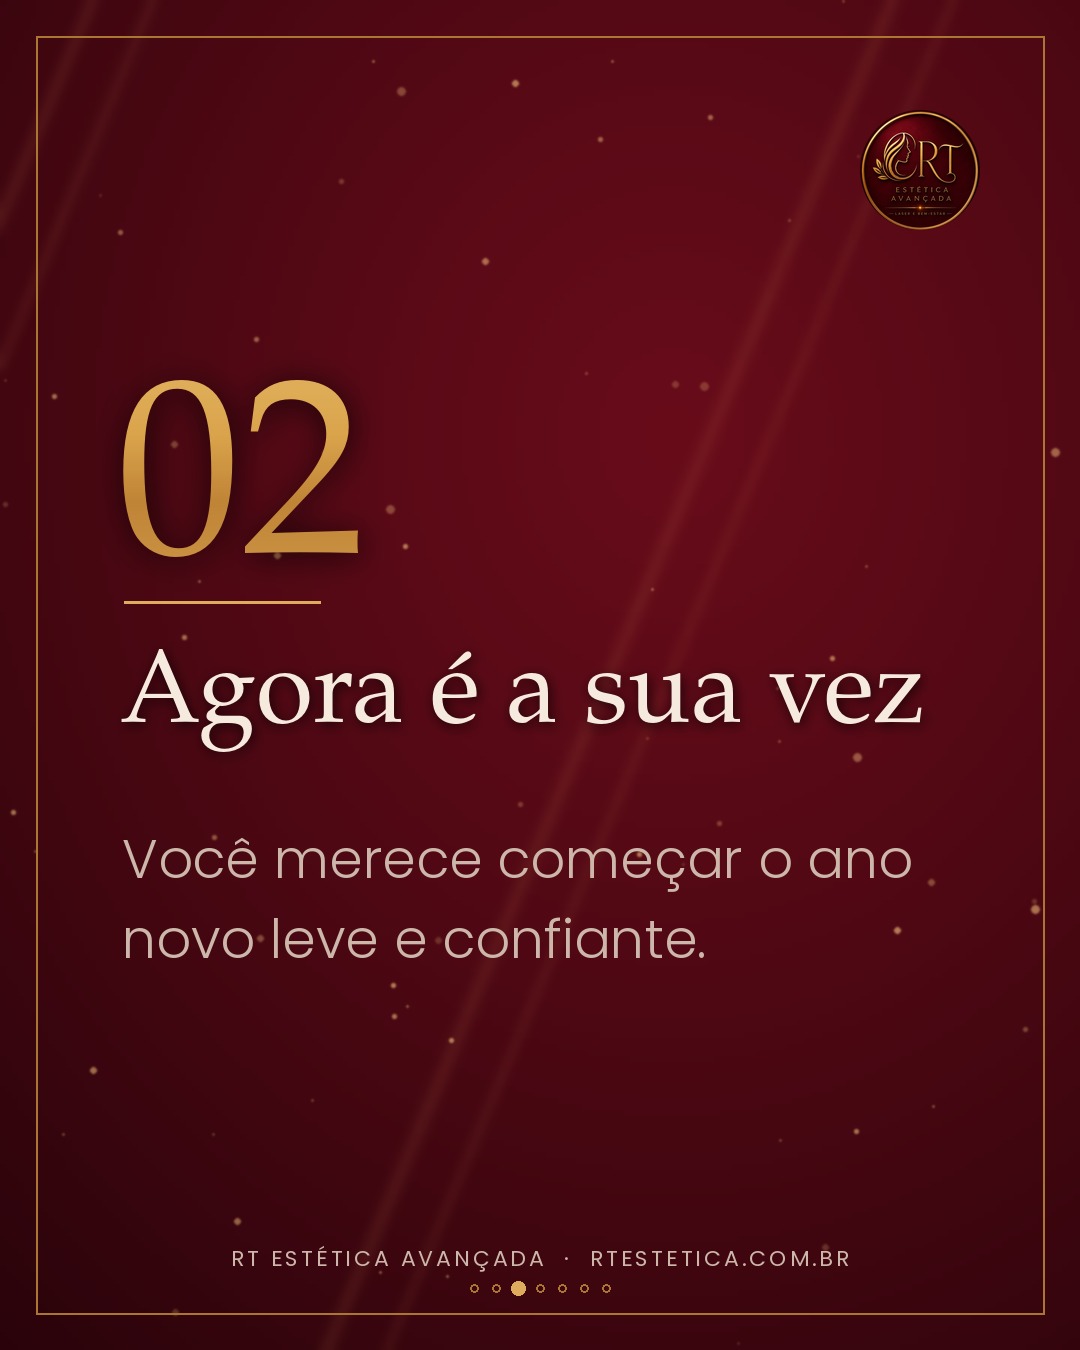 RT
ESTÉTICA
AVANÇADA
02
Agora é a sua vez
Você merece começar o ano
novo leve e confiante.
RT ESTÉTICA AVANÇADA · RTESTETICA.COM.BR